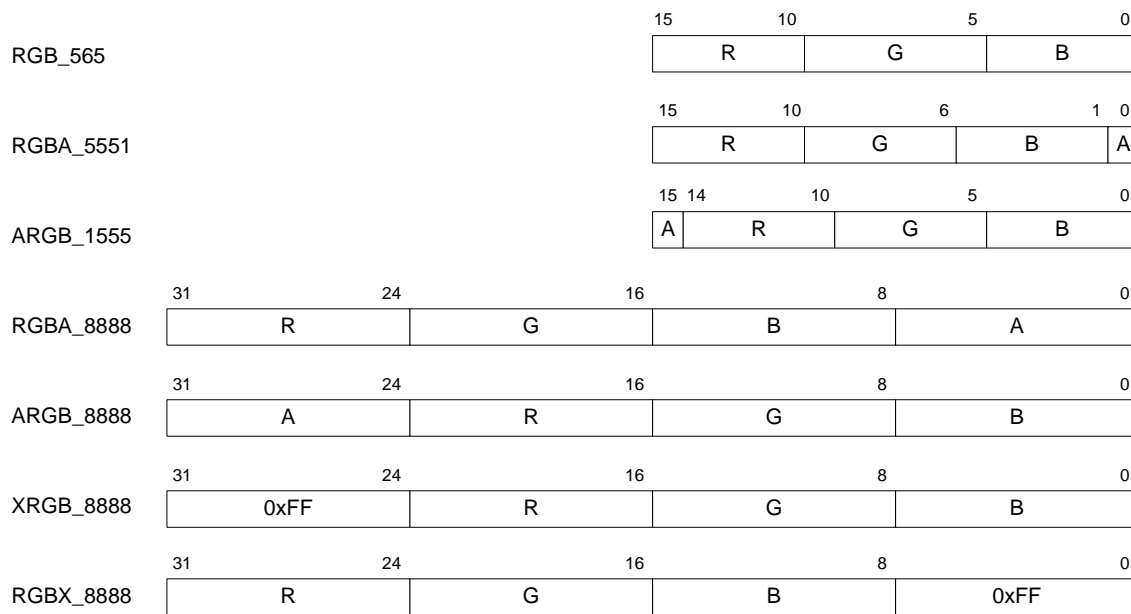 15 10 5 0
RGB_565 R G B
15 10 6 1 0
RGBA_5551 R G B A
15 14 10 5 0
ARGB_1555 A R G B
31 24 16 8 0
RGBA_8888 R G B A
31 24 16 8 0
ARGB_8888 A R G B
31 24 16 8 0
XRGB_8888 0xFF R G B
31 24 16 8 0
RGBX_8888 R G B 0xFF